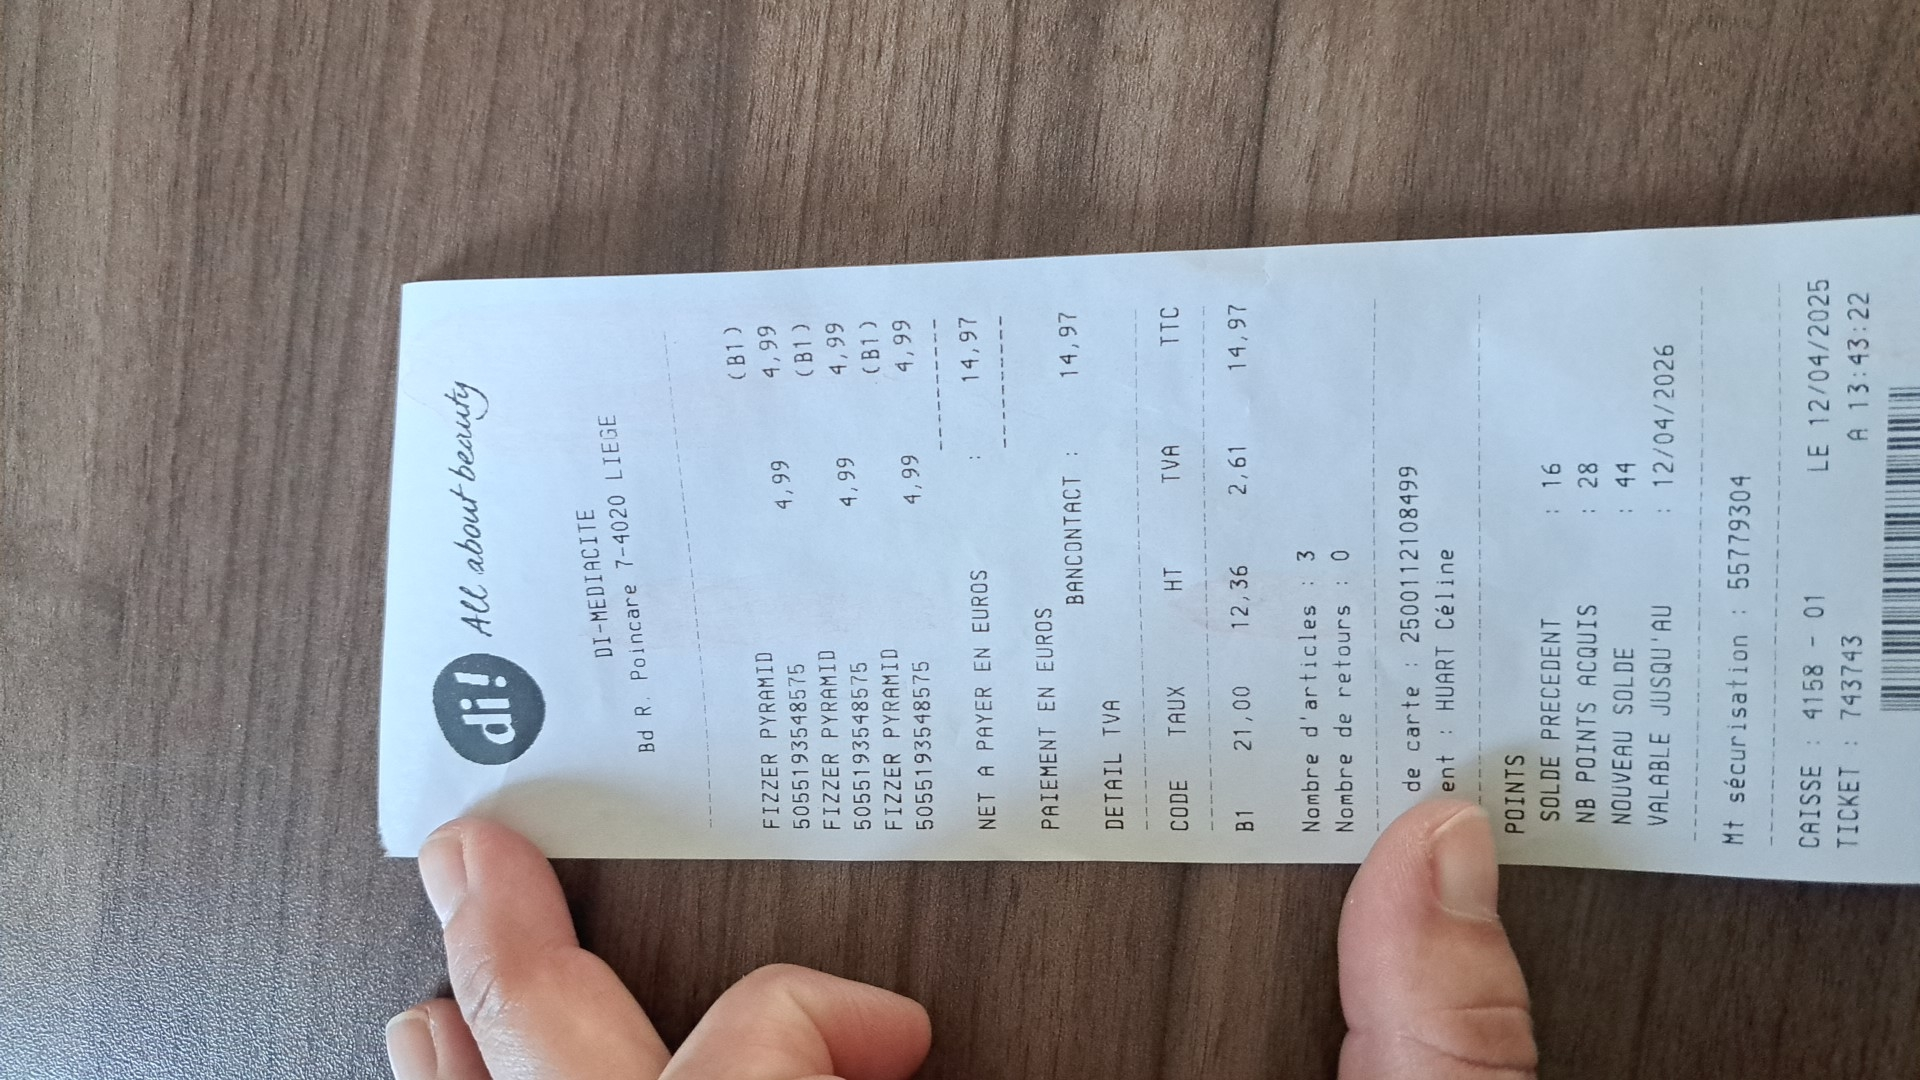 di! All about beauty
DI-MEDIACITE
Bd R. Poincare 7-4020 LIEGE
(B1)
FIZZER PYRAMID 4,99 4,99
5055193548575 (B1)
FIZZER PYRAMID 4,99 4,99
5055193548575 (B1)
FIZZER PYRAMID 4,99 4,99
5055193548575
NET A PAYER EN EUROS : 14,97
PAIEMENT EN EUROS
BANCONTACT : 14,97
DETAIL TVA
CODE TAUX HT TVA TTC
B1 21,00 12,36 2,61 14,97
Nombre d'articles : 3
Nombre de retours : 0
de carte : 2500112108499
ent : HUART Céline
POINTS
SOLDE PRECEDENT : 16
NB POINTS ACQUIS : 28
NOUVEAU SOLDE : 44
VALABLE JUSQU'AU : 12/04/2026
Mt sécurisation : 55779304
CAISSE : 4158 - 01 LE 12/04/2025
TICKET : 743743 A 13:43:22